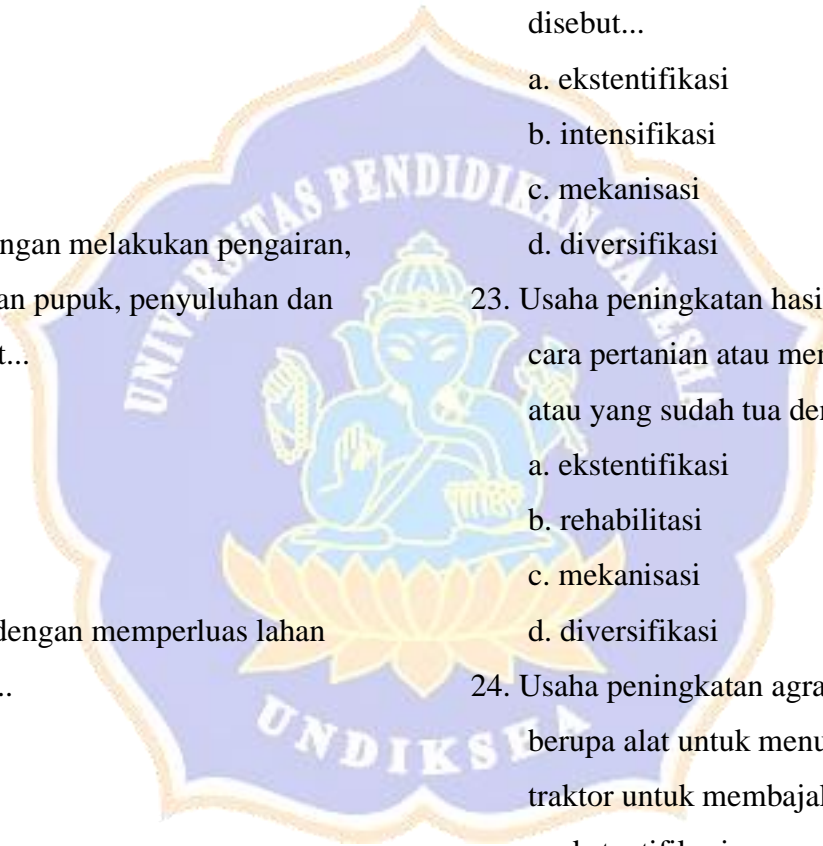 ngan melakukan pengairan,
an pupuk, penyuluhan dan
t...
dengan memperluas lahan
..
disebut...
a. ekstentifikasi
b. intensifikasi
c. mekanisasi
d. diversifikasi
23. Usaha peningkatan hasi
cara pertanian atau mer
atau yang sudah tua der
a. ekstentifikasi
b. rehabilitasi
c. mekanisasi
d. diversifikasi
24. Usaha peningkatan agra
berupa alat untuk menu
traktor untuk membajal
UNIVERSITAS PENDIDIKAN GANESHA
UNDIKSHA